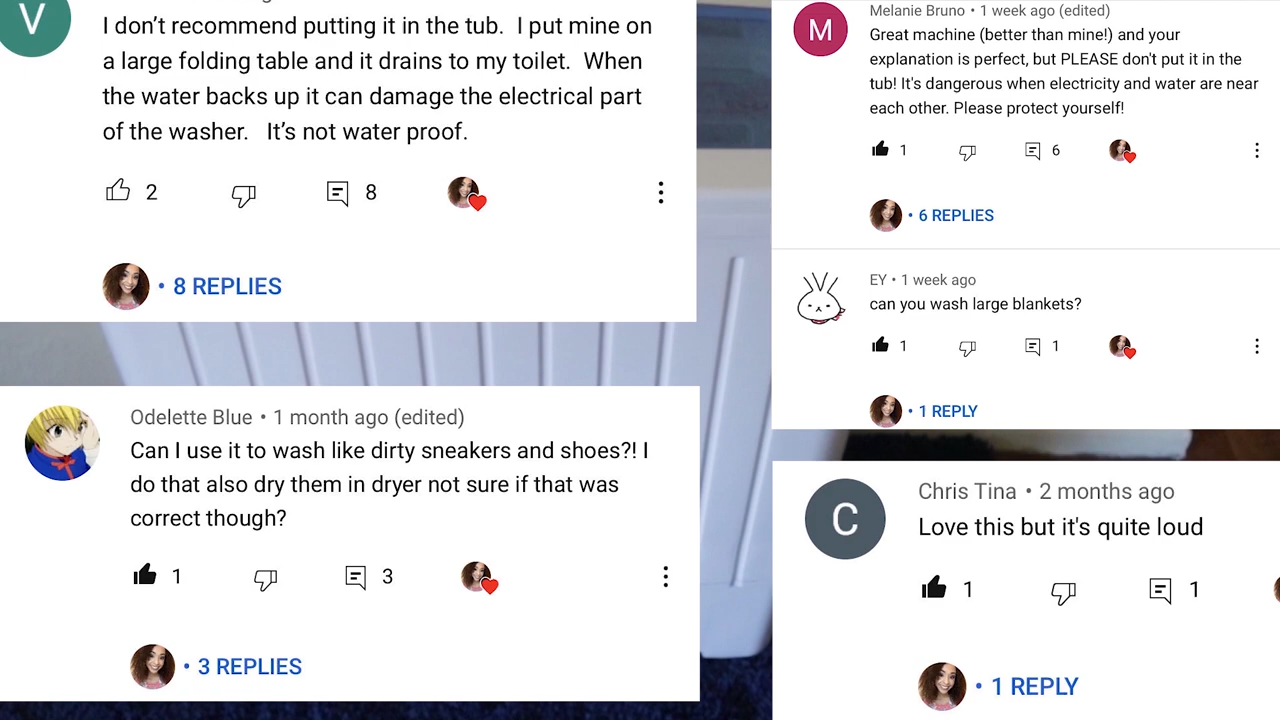 V
I don’t recommend putting it in the tub. I put mine on
a large folding table and it drains to my toilet. When
the water backs up it can damage the electrical part
of the washer. It’s not water proof.
2
8
• 8 REPLIES
Odelette Blue • 1 month ago (edited)
Can I use it to wash like dirty sneakers and shoes?! I
do that also dry them in dryer not sure if that was
correct though?
1
3
• 3 REPLIES
M
Melanie Bruno • 1 week ago (edited)
Great machine (better than mine!) and your
explanation is perfect, but PLEASE don't put it in the
tub! It's dangerous when electricity and water are near
each other. Please protect yourself!
1
6
• 6 REPLIES
EY • 1 week ago
can you wash large blankets?
1
1
• 1 REPLY
C
Chris Tina • 2 months ago
Love this but it's quite loud
1
1
• 1 REPLY